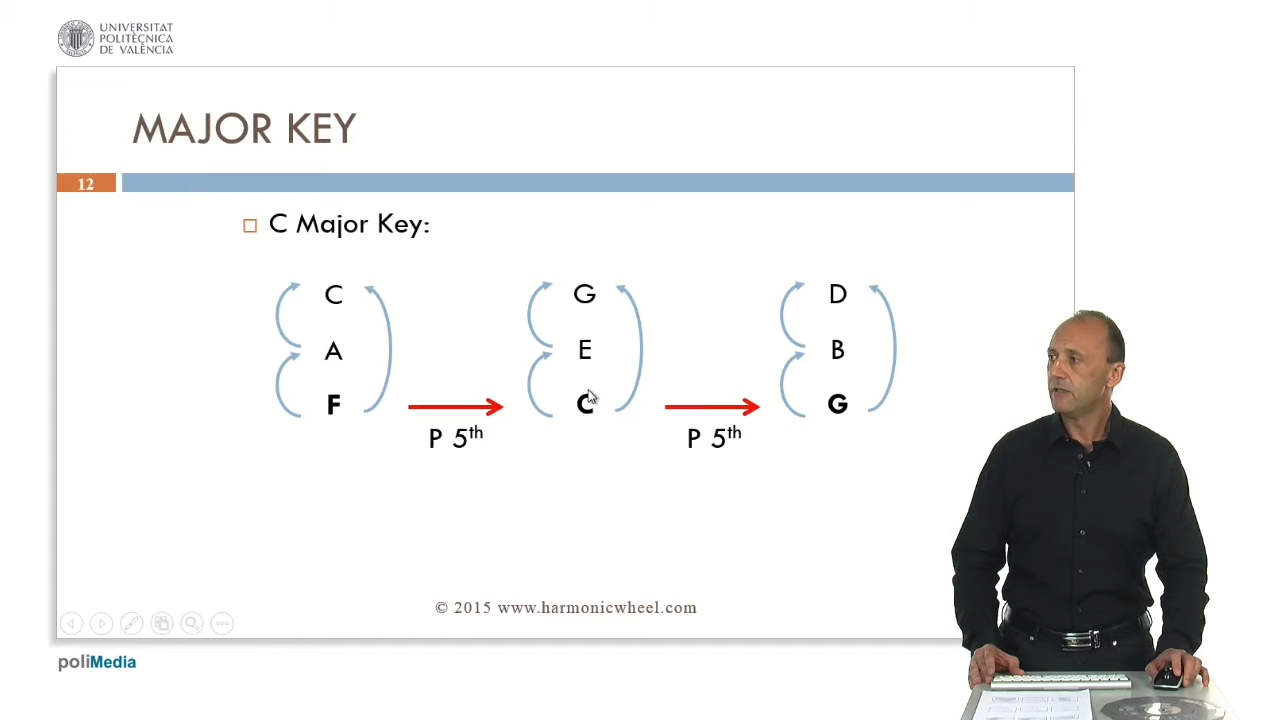 UNIVERSITAT
POLITÈCNICA
DE VALÈNCIA
MAJOR KEY
12
C Major Key:
C G D
A E B
F C G
P 5th P 5th
© 2015 www.harmonicwheel.com
poliMedia